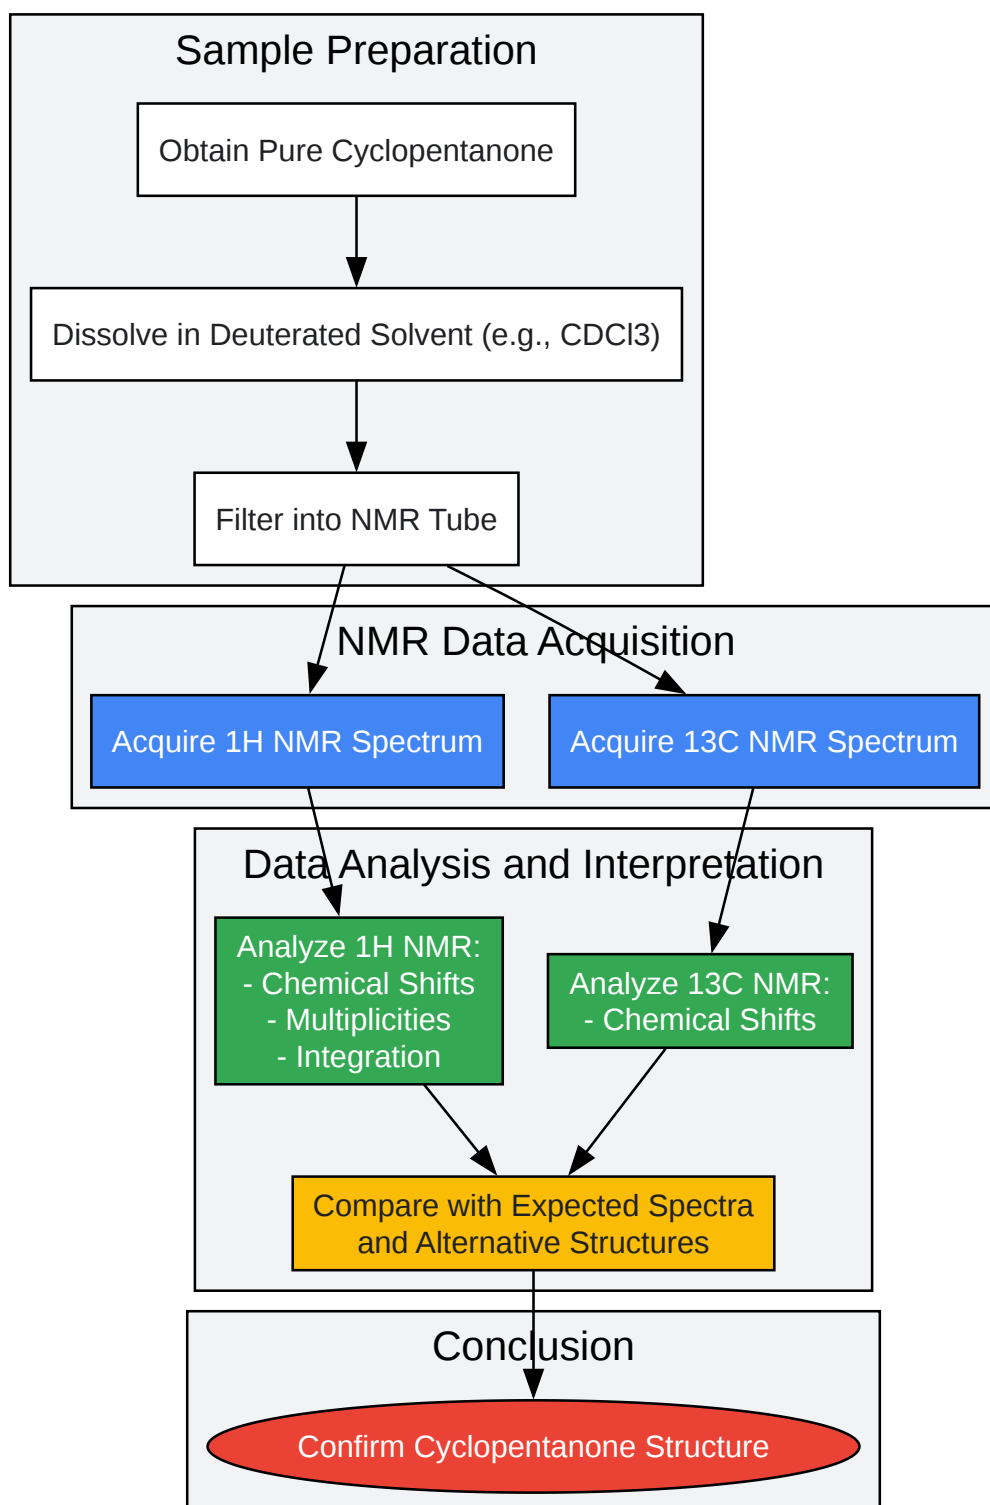 Sample Preparation
Obtain Pure Cyclopentanone
Dissolve in Deuterated Solvent (e.g., CDCl3)
Filter into NMR Tube
NMR Data Acquisition
Acquire 1H NMR Spectrum
Acquire 13C NMR Spectrum
Data Analysis and Interpretation
Analyze 1H NMR:
- Chemical Shifts
- Multiplicities
- Integration
Analyze 13C NMR:
- Chemical Shifts
Compare with Expected Spectra
and Alternative Structures
Conclusion
Confirm Cyclopentanone Structure